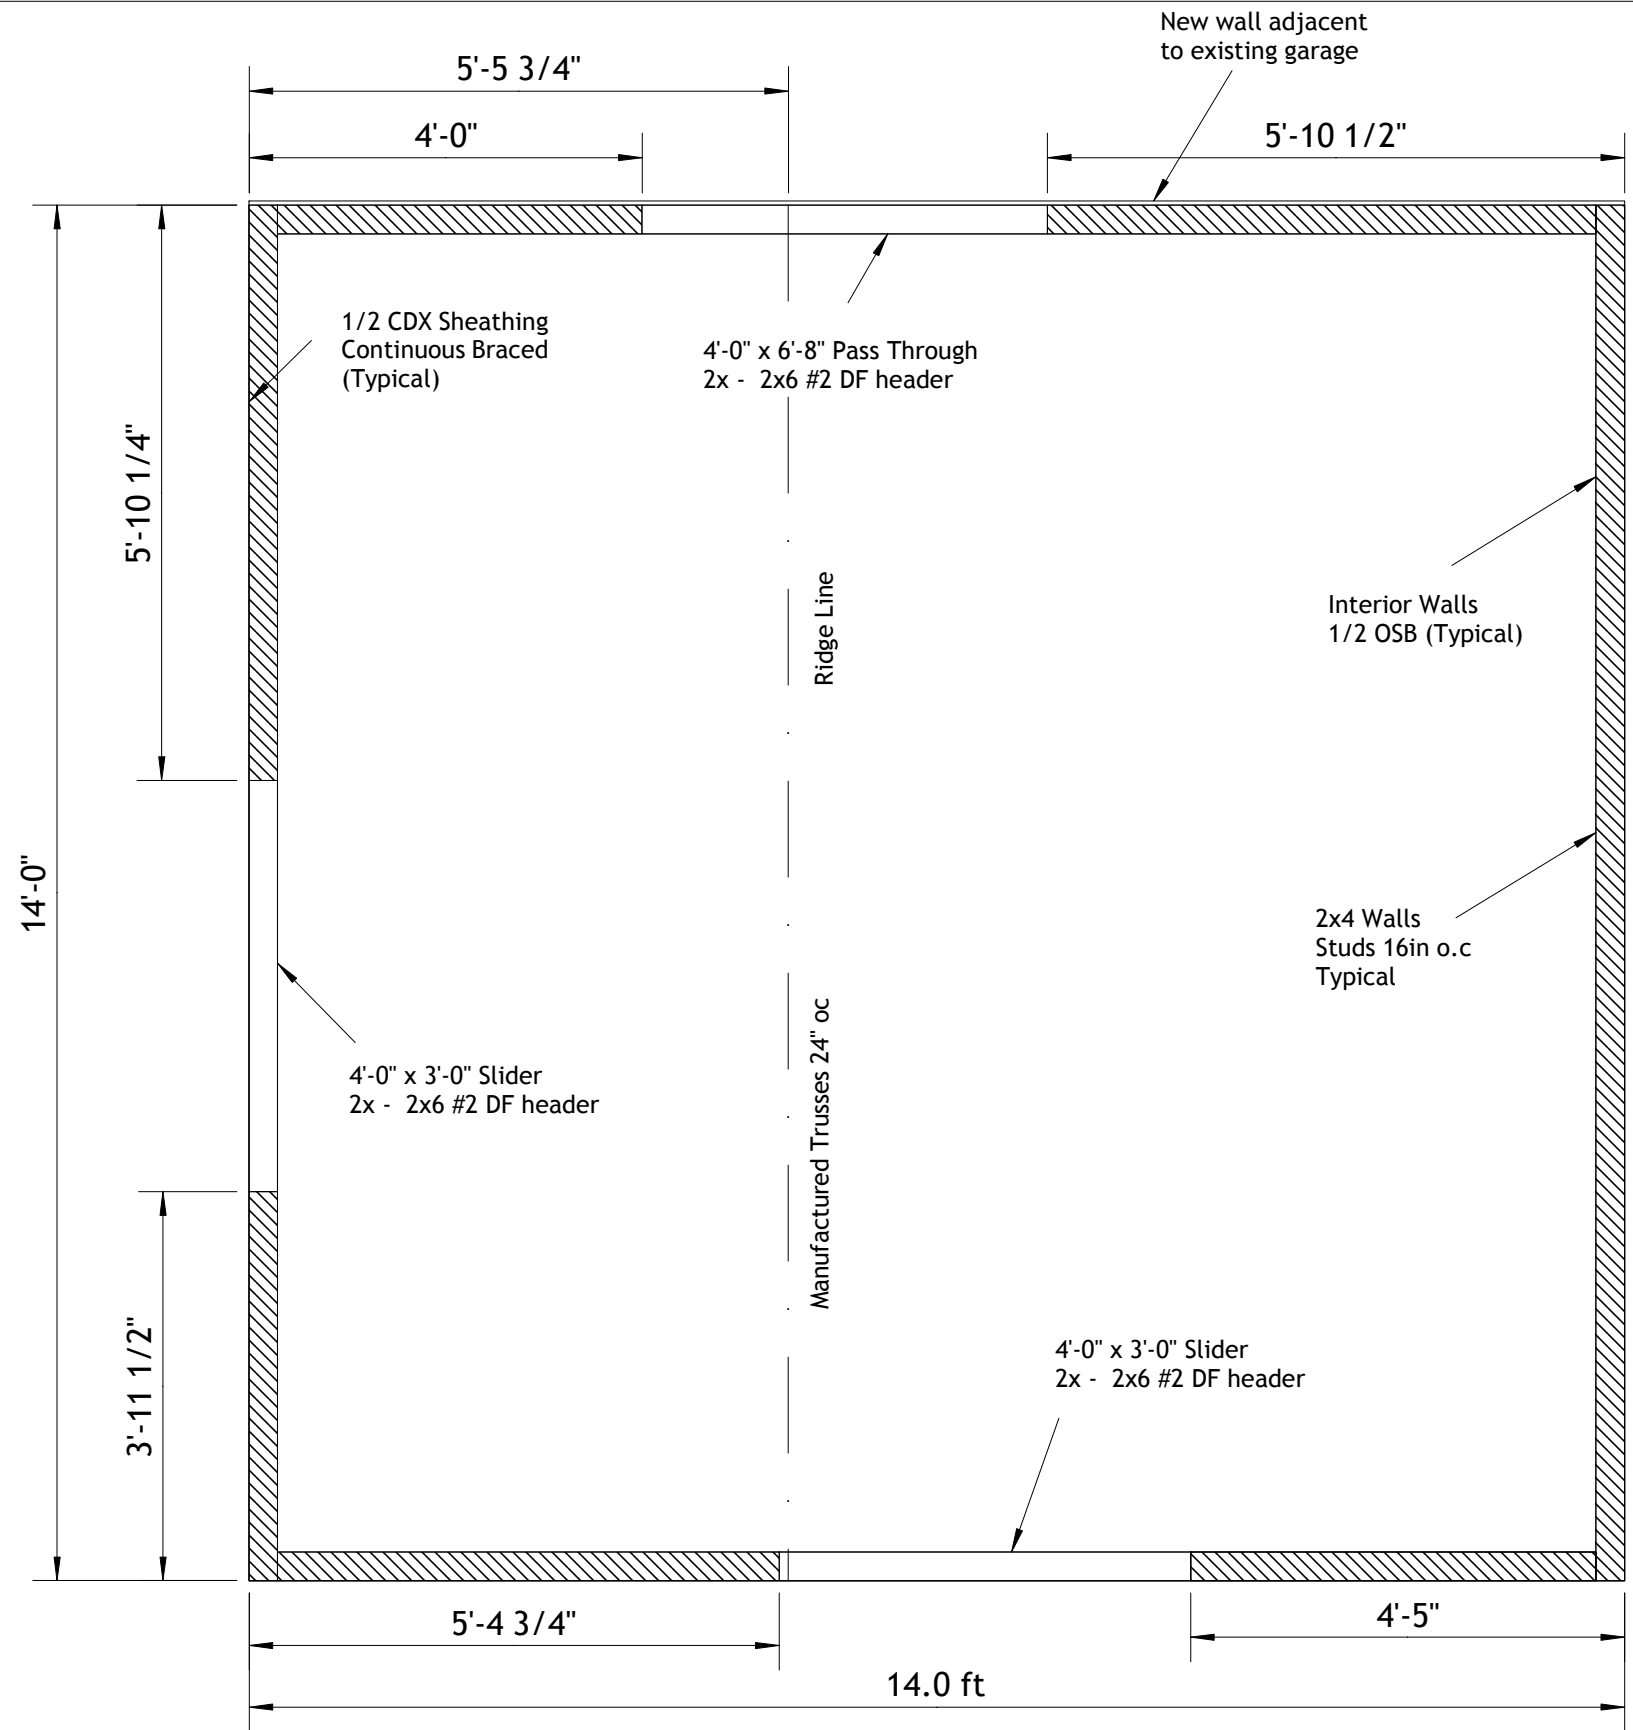 New wall adjacent
to existing garage
5'-5 3/4"
4'-0"
5'-10 1/2"
1/2 CDX Sheathing
Continuous Braced
(Typical)
4'-0" x 6'-8" Pass Through
2x - 2x6 #2 DF header
5'-10 1/4"
Ridge Line
Interior Walls
1/2 OSB (Typical)
14'-0"
2x4 Walls
Studs 16in o.c
Typical
4'-0" x 3'-0" Slider
2x - 2x6 #2 DF header
Manufactured Trusses 24" oc
3'-11 1/2"
4'-0" x 3'-0" Slider
2x - 2x6 #2 DF header
5'-4 3/4"
4'-5"
14.0 ft